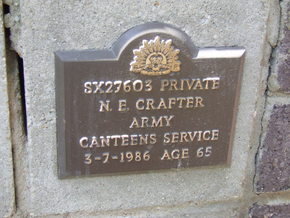 SX27603 PRIVATE
N. E. CRAFTER
ARMY
CANTEENS SERVICE
3-7-1986 AGE 65